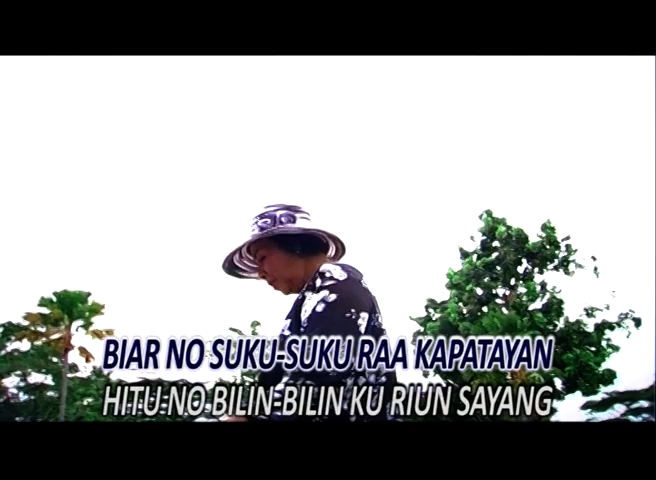 BIAR NO SUKU-SUKU RAA KAPATAYAN
HITU NO BILIN-BILIN KU RIUN SAYANG